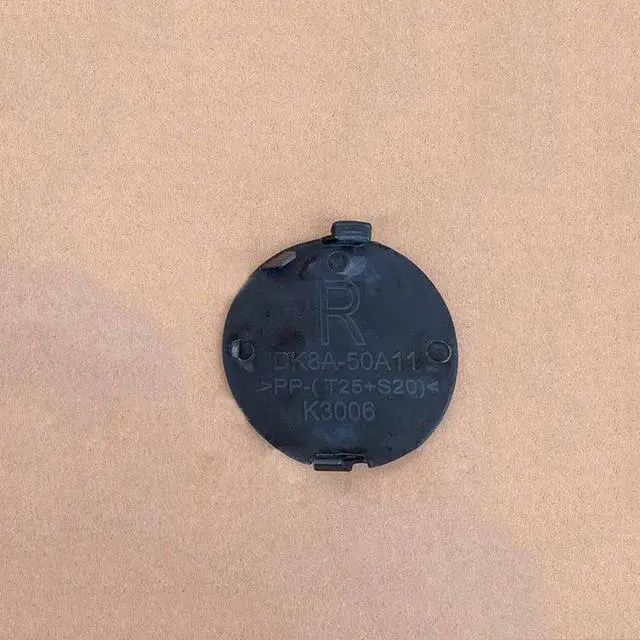 R
DK8A-50A11
>PP-(T25+S20)<
K3006